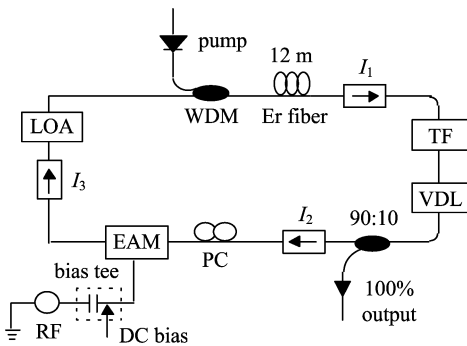 pump
12 m
I1
WDM
Er fiber
LOA
TF
I3
VDL
I2
90:10
EAM
PC
bias tee
100%
output
RF
DC bias